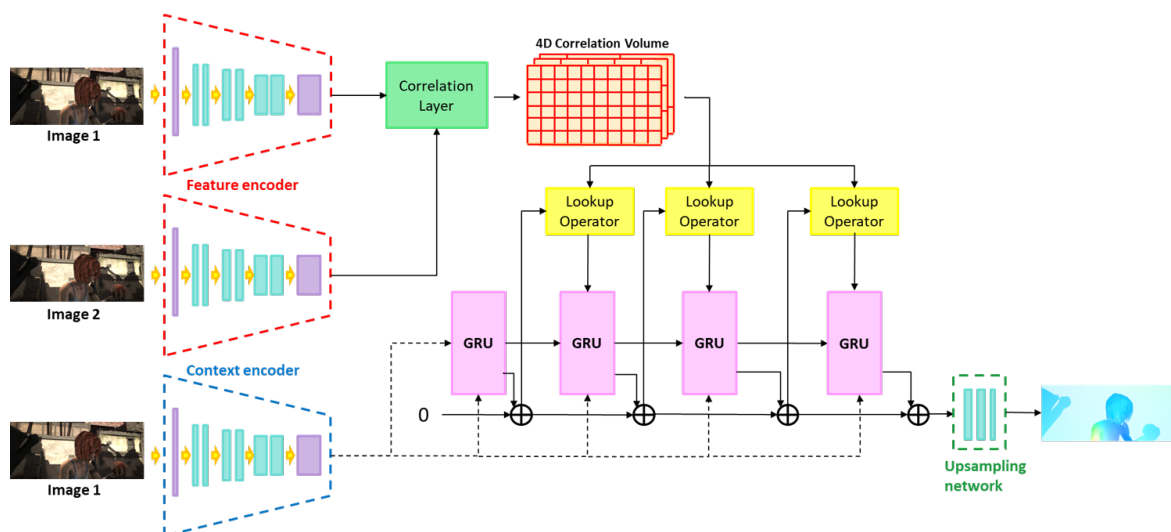 4D Correlation Volume
Correlation
Layer
Image 1
Feature encoder
Lookup
Operator
Lookup
Operator
Lookup
Operator
Image 2
GRU
GRU
GRU
GRU
Context encoder
0
Image 1
Upsampling
network